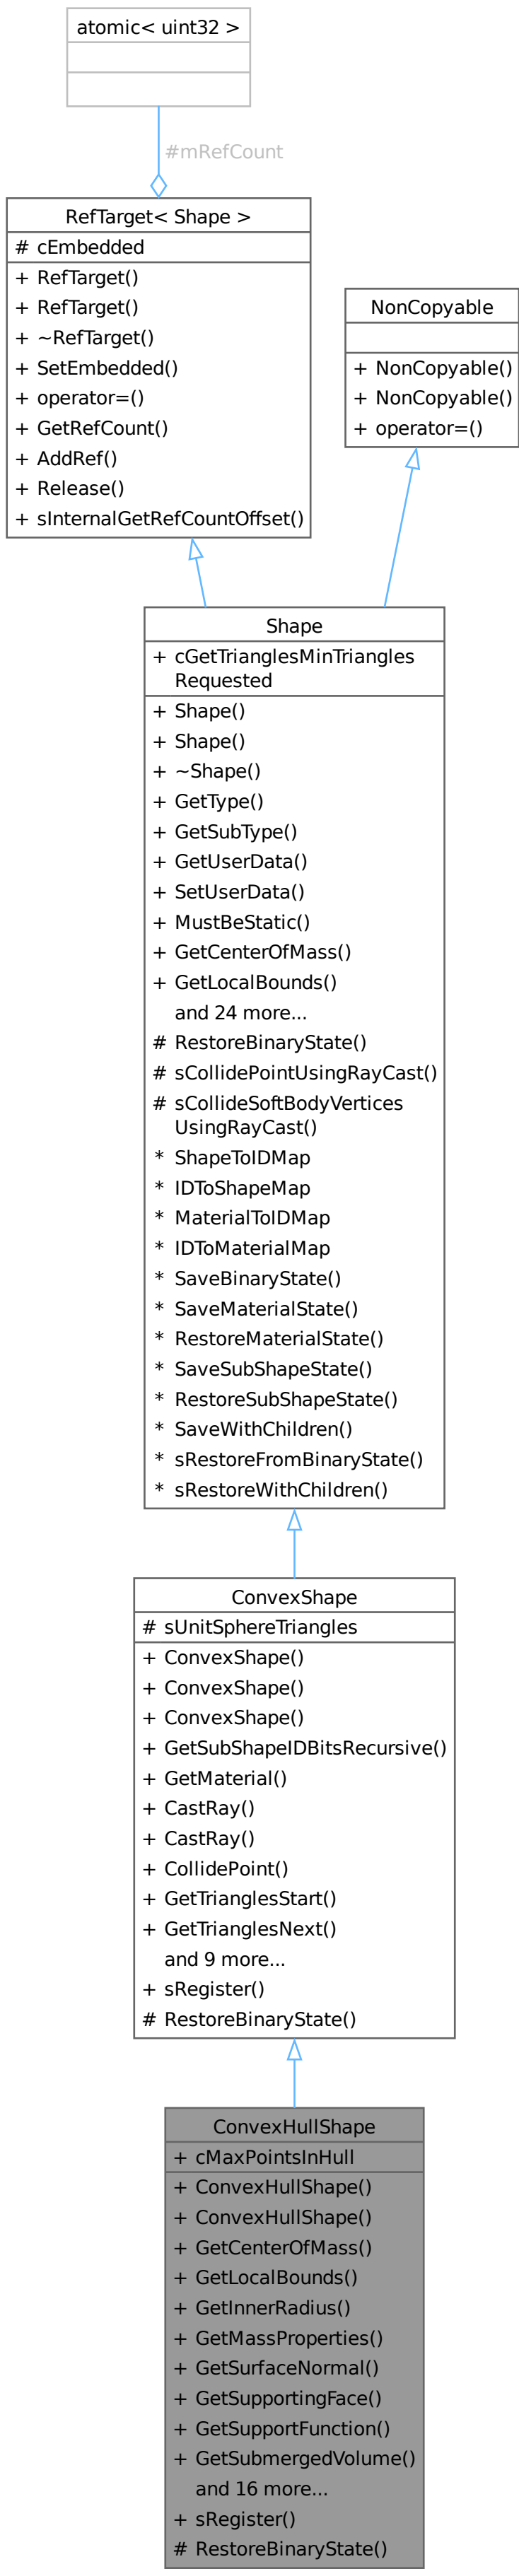 atomic< uint32 >
#mRefCount
RefTarget< Shape >
# cEmbedded
+ RefTarget()
+ RefTarget()
+ ~RefTarget()
+ SetEmbedded()
+ operator=()
+ GetRefCount()
+ AddRef()
+ Release()
+ sInternalGetRefCountOffset()
NonCopyable
+ NonCopyable()
+ NonCopyable()
+ operator=()
Shape
+ cGetTrianglesMinTriangles
Requested
+ Shape()
+ Shape()
+ ~Shape()
+ GetType()
+ GetSubType()
+ GetUserData()
+ SetUserData()
+ MustBeStatic()
+ GetCenterOfMass()
+ GetLocalBounds()
and 24 more...
# RestoreBinaryState()
# sCollidePointUsingRayCast()
# sCollideSoftBodyVertices
UsingRayCast()
* ShapeToIDMap
* IDToShapeMap
* MaterialToIDMap
* IDToMaterialMap
* SaveBinaryState()
* SaveMaterialState()
* RestoreMaterialState()
* SaveSubShapeState()
* RestoreSubShapeState()
* SaveWithChildren()
* sRestoreFromBinaryState()
* sRestoreWithChildren()
ConvexShape
# sUnitSphereTriangles
+ ConvexShape()
+ ConvexShape()
+ ConvexShape()
+ GetSubShapeIDBitsRecursive()
+ GetMaterial()
+ CastRay()
+ CastRay()
+ CollidePoint()
+ GetTrianglesStart()
+ GetTrianglesNext()
and 9 more...
+ sRegister()
# RestoreBinaryState()
ConvexHullShape
+ cMaxPointsInHull
+ ConvexHullShape()
+ ConvexHullShape()
+ GetCenterOfMass()
+ GetLocalBounds()
+ GetInnerRadius()
+ GetMassProperties()
+ GetSurfaceNormal()
+ GetSupportingFace()
+ GetSupportFunction()
+ GetSubmergedVolume()
and 16 more...
+ sRegister()
# RestoreBinaryState()